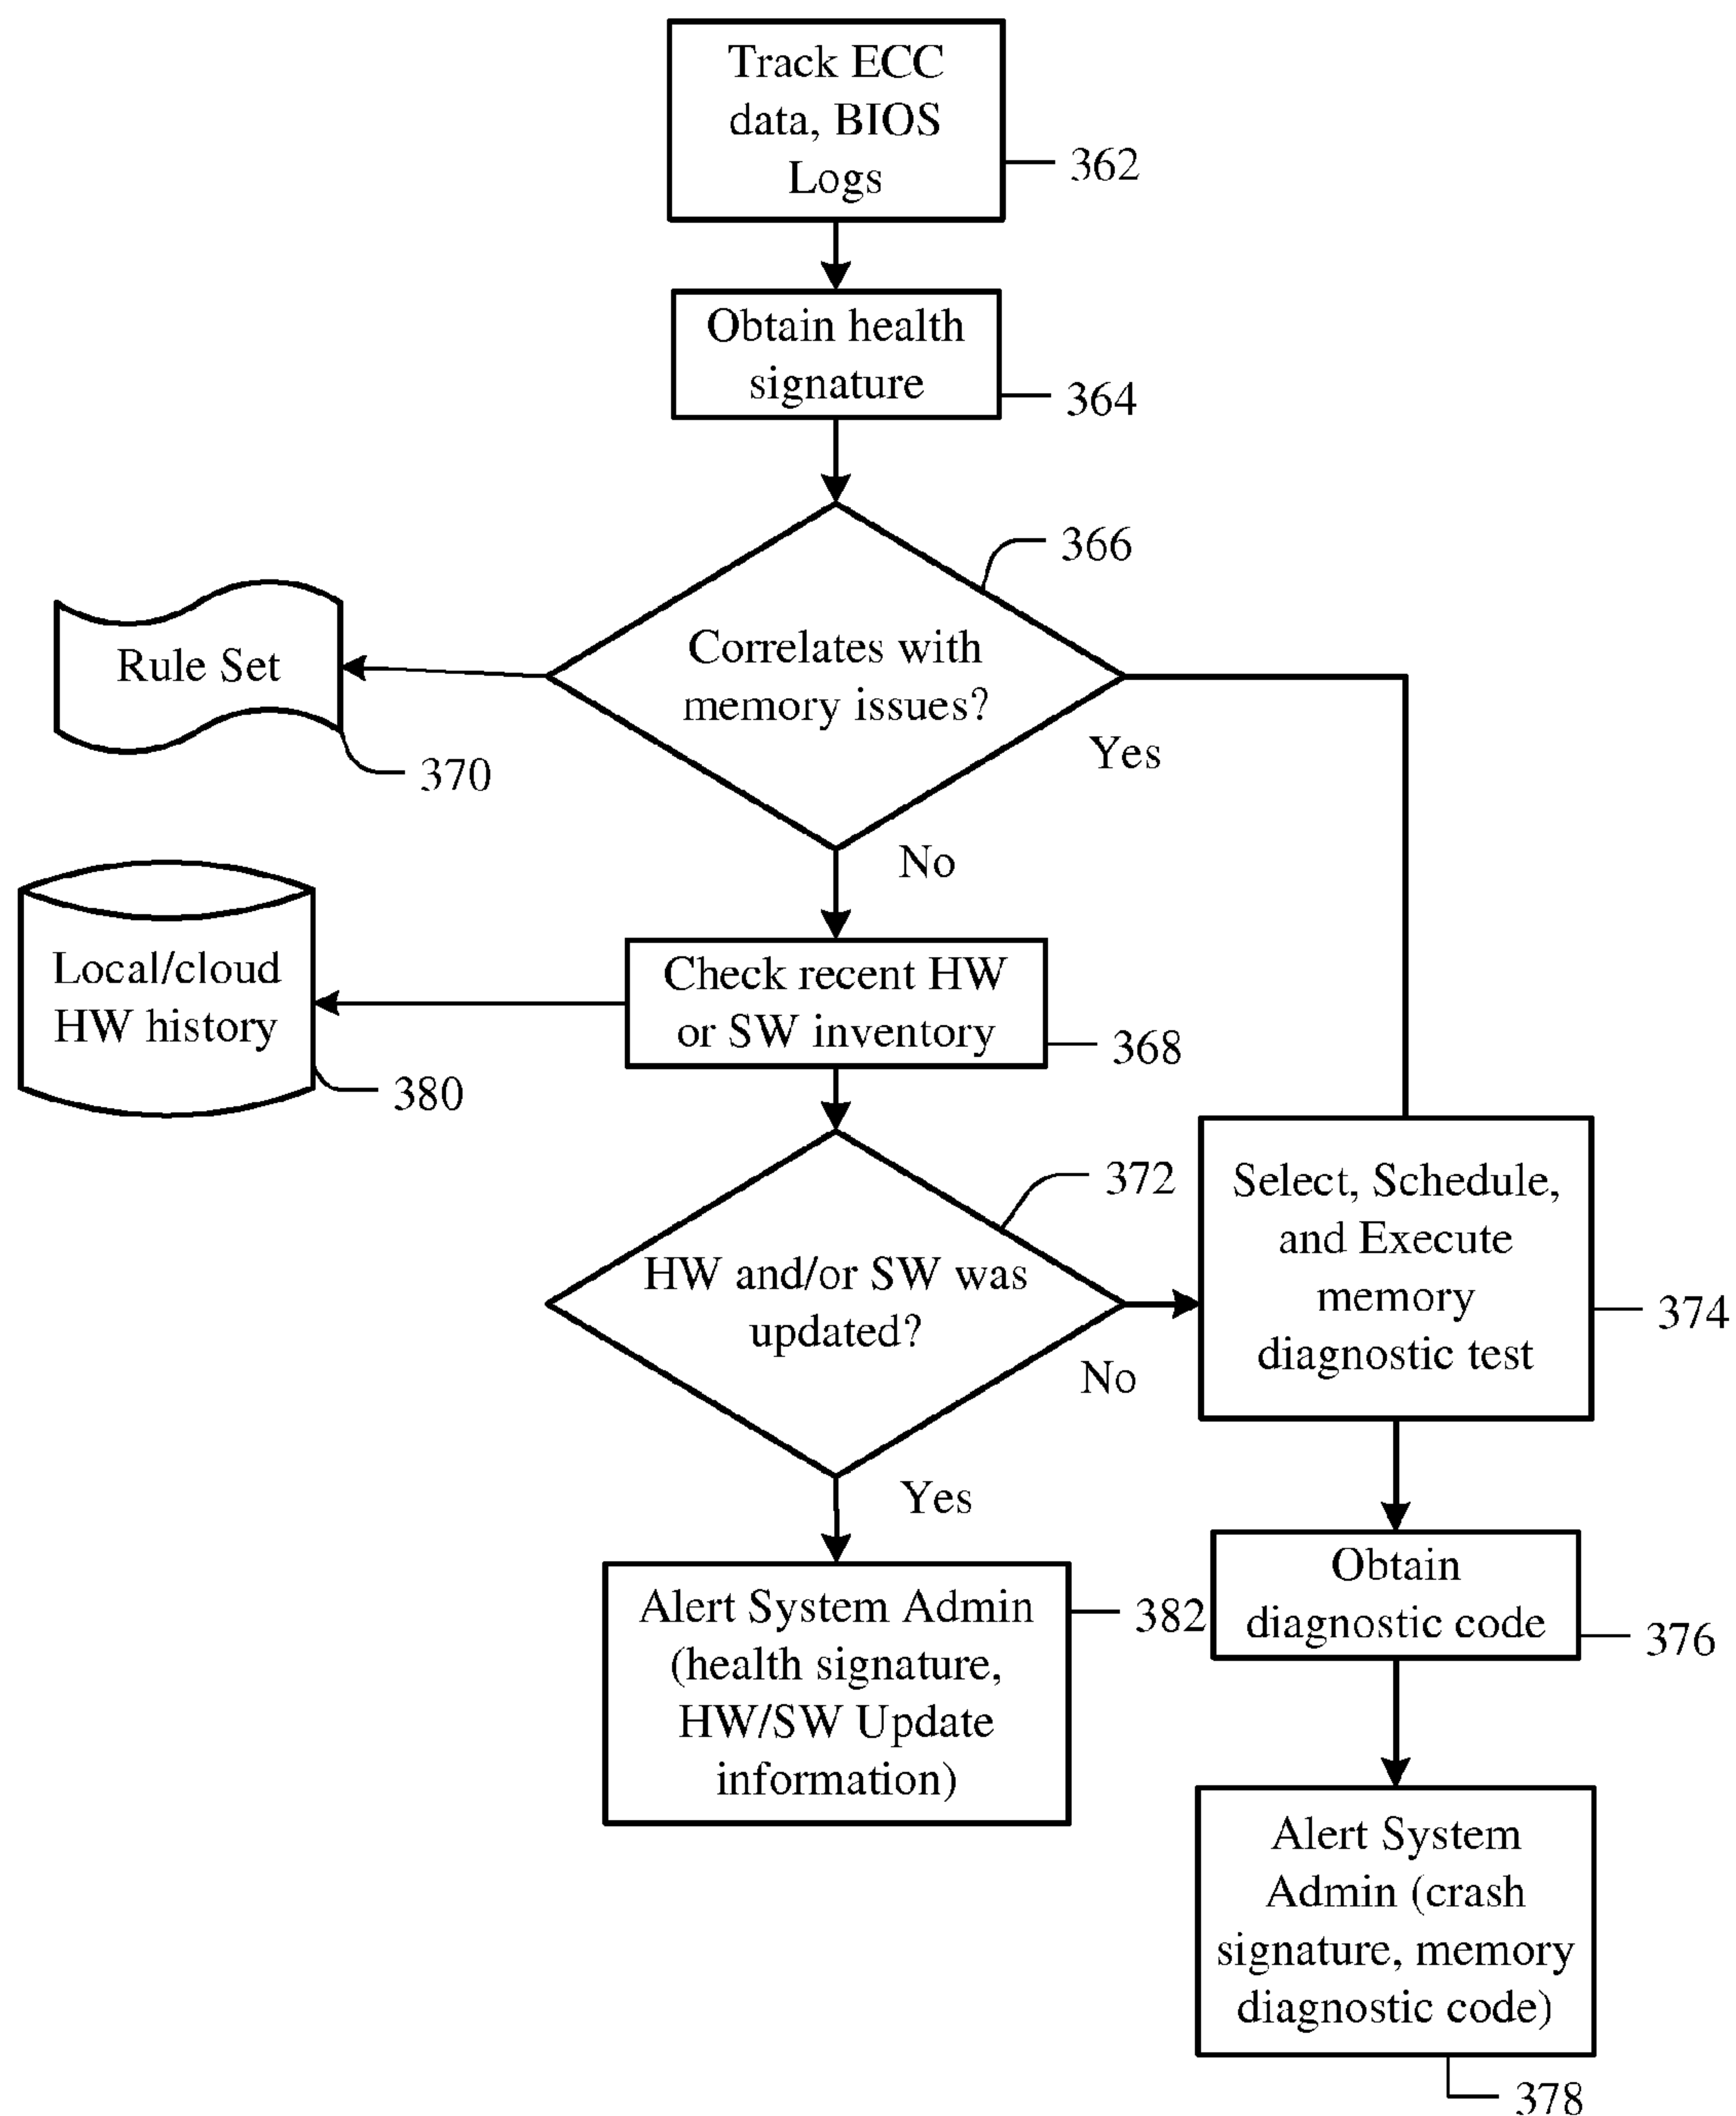 Track ECC
data, BIOS
Logs
362
Obtain health
signature
364
366
Correlates with
memory issues?
Rule Set
370
Yes
No
Local/cloud
HW history
380
Check recent HW
or SW inventory
368
372
HW and/or SW was
updated?
No
Yes
Select, Schedule,
and Execute
memory
diagnostic test
374
Alert System Admin
(health signature,
HW/SW Update
information)
382
Obtain
diagnostic code
376
Alert System
Admin (crash
signature, memory
diagnostic code)
378